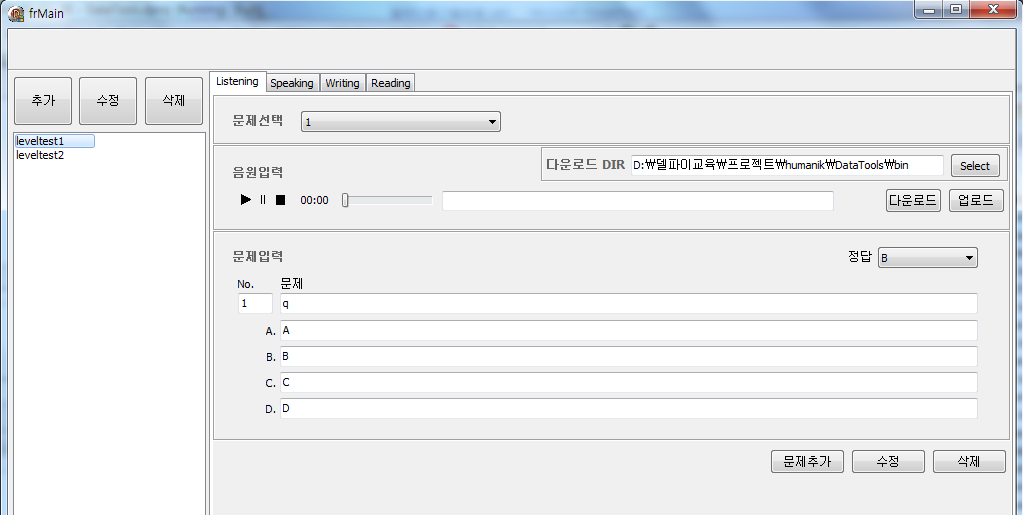 frMain
추가 수정 삭제
leveltest1
leveltest2
Listening Speaking Writing Reading
문제선택 1
다운로드 DIR D:₩델파이교육₩프로젝트₩humanik₩DataTools₩bin Select
음원입력
00:00 다운로드 업로드
문제입력 정답 B
No. 문제
1 q
A. A
B. B
C. C
D. D
문제추가 수정 삭제